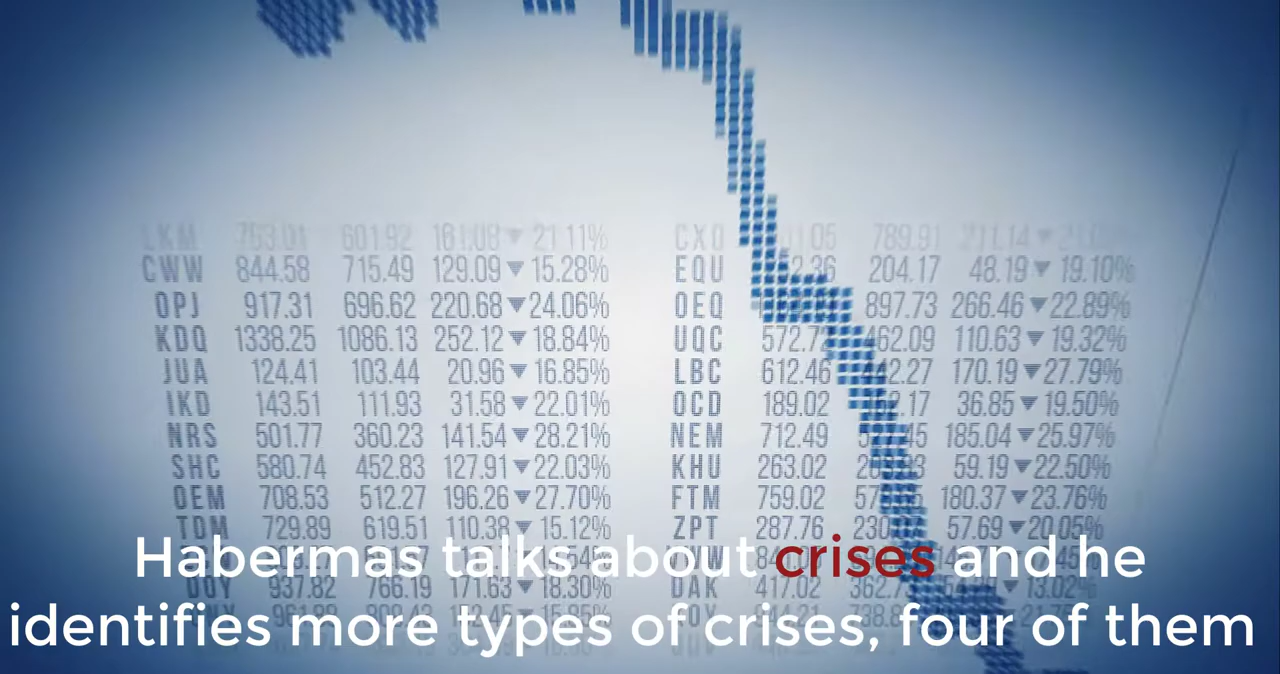 LKM 763.01 601.92 161.08 ▼ 21.11%
CWW 844.58 715.49 129.09 ▼ 15.28%
OPJ 917.31 696.62 220.68 ▼ 24.06%
KDQ 1338.25 1086.13 252.12 ▼ 18.84%
JUA 124.41 103.44 20.96 ▼ 16.85%
IKD 143.51 111.93 31.58 ▼ 22.01%
NRS 501.77 360.23 141.54 ▼ 28.21%
SHC 580.74 452.83 127.91 ▼ 22.03%
OEM 708.53 512.27 196.26 ▼ 27.70%
TDM 729.89 619.51 110.38 ▼ 15.12%
DUY 937.82 766.19 171.63 ▼ 18.30%
CXO 789.91 211.14 ▼
EQU 204.17 48.19 ▼ 19.10%
OEQ 897.73 266.46 ▼ 22.89%
UQC 462.09 110.63 ▼ 19.32%
LBC 612.46 170.19 ▼ 27.79%
OCD 189.02 36.85 ▼ 19.50%
NEM 712.49 185.04 ▼ 25.97%
KHU 263.02 59.19 ▼ 22.50%
FTM 759.02 180.37 ▼ 23.76%
ZPT 287.76 57.69 ▼ 20.05%
DAK 417.02 ▼ 13.02%
Habermas talks about crises and he
identifies more types of crises, four of them